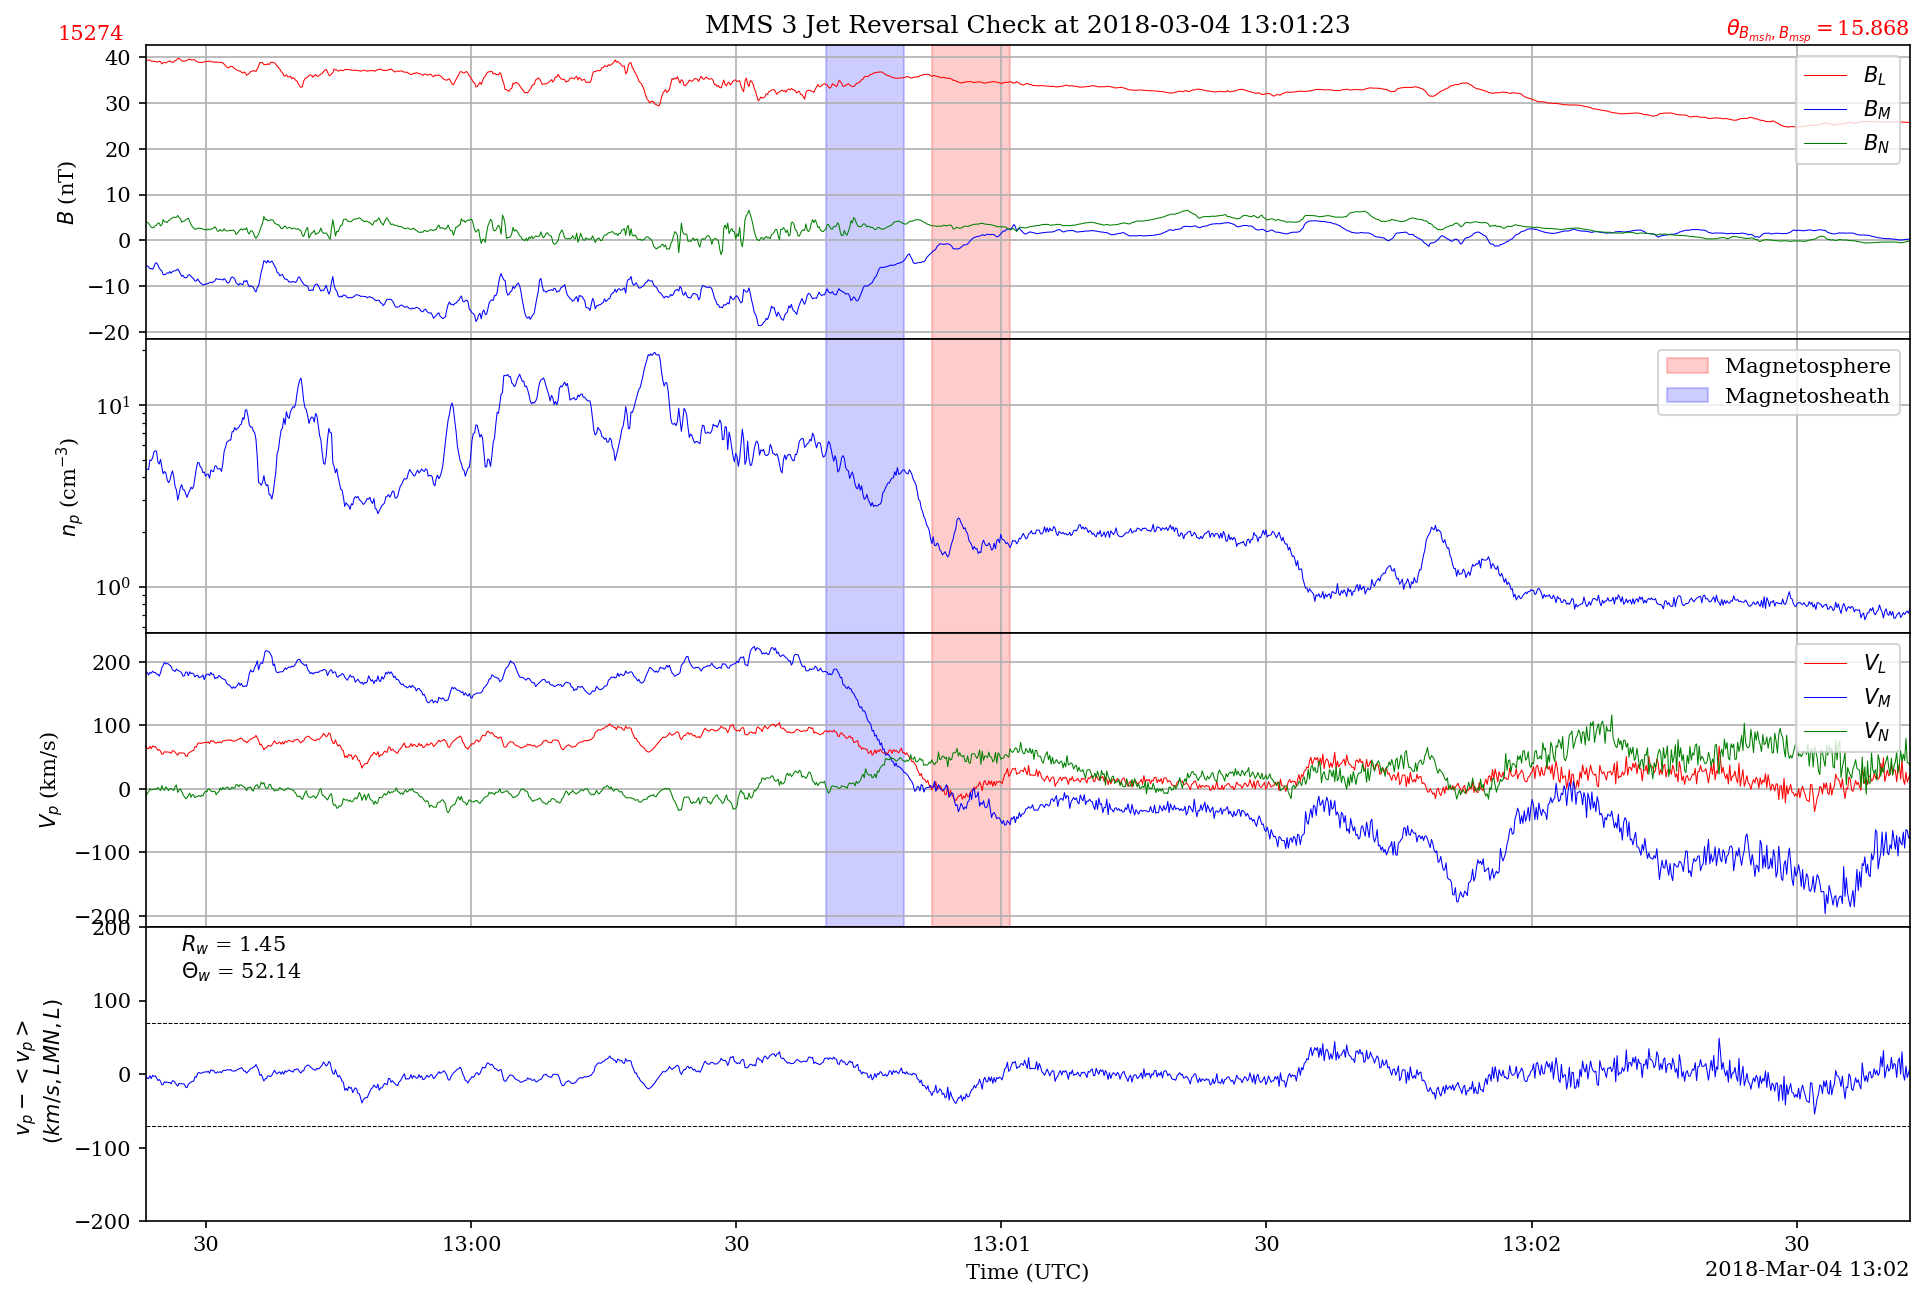 MMS 3 Jet Reversal Check at 2018-03-04 13:01:23
15274
θ_{B_{msh}, B_{msp}} = 15.868
40
30
20
10
0
−10
−20
B (nT)
B_L
B_M
B_N
10^1
10^0
n_p (cm^{−3})
Magnetosphere
Magnetosheath
200
100
0
−100
−200
V_p (km/s)
V_L
V_M
V_N
200
100
0
−100
−200
v_p − <v_p>
(km/s, LMN, L)
R_w = 1.45
Θ_w = 52.14
30 13:00 30 13:01 30 13:02 30
Time (UTC)
2018-Mar-04 13:02